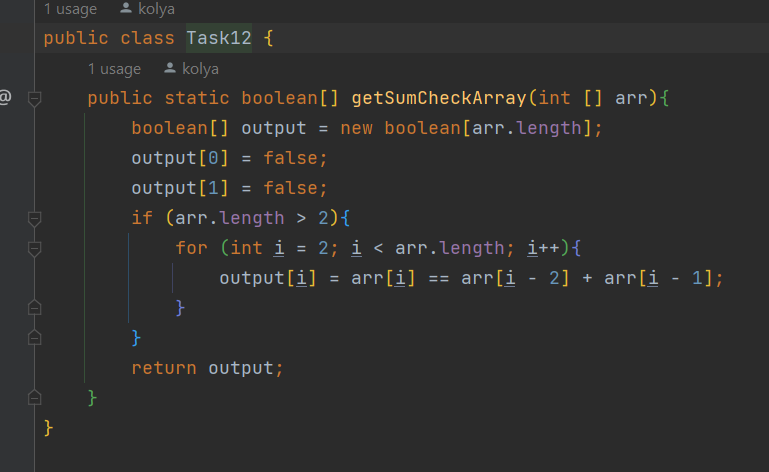 1 usage kolya
public class Task12 {
1 usage kolya
@
public static boolean[] getSumCheckArray(int [] arr){
boolean[] output = new boolean[arr.length];
output[0] = false;
output[1] = false;
if (arr.length > 2){
for (int i = 2; i < arr.length; i++){
output[i] = arr[i] == arr[i - 2] + arr[i - 1];
}
}
return output;
}
}